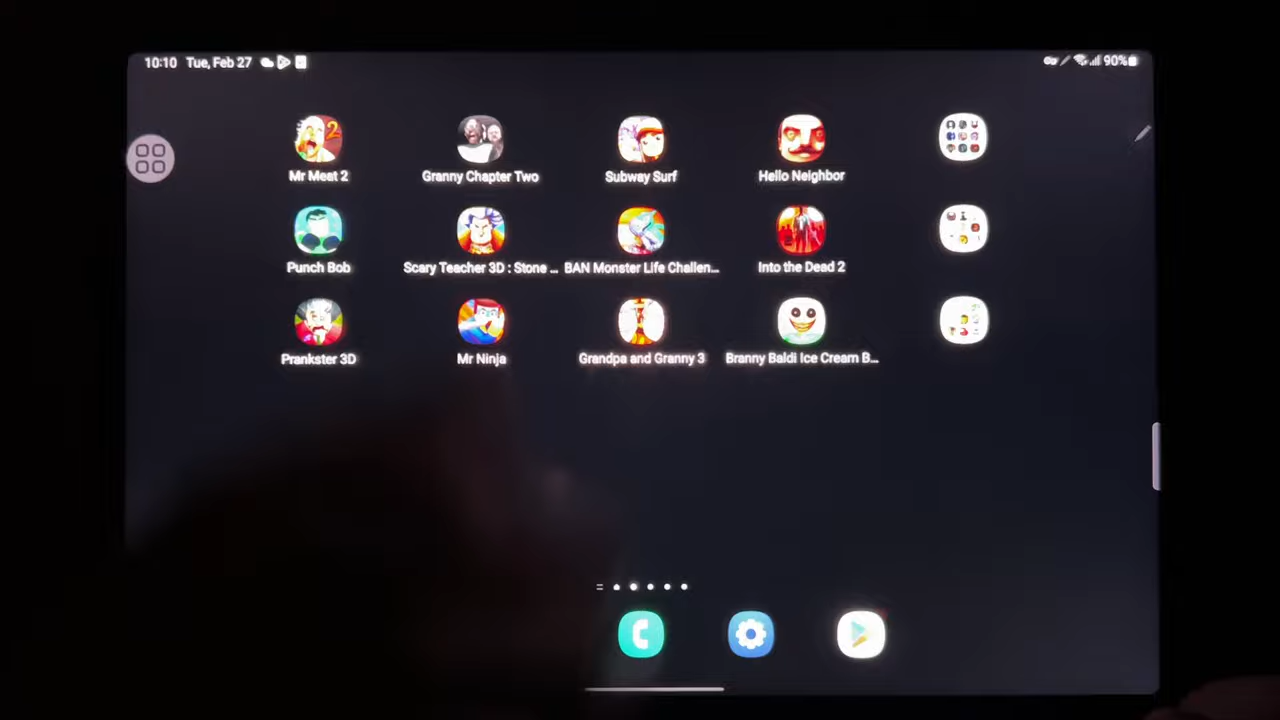 10:10 Tue, Feb 27
90%
2
Mr Meat 2
Granny Chapter Two
Subway Surf
Hello Neighbor
Punch Bob
Scary Teacher 3D : Stone ...
BAN Monster Life Challen...
Into the Dead 2
Prankster 3D
Mr Ninja
Grandpa and Granny 3
Branny Baldi Ice Cream B...